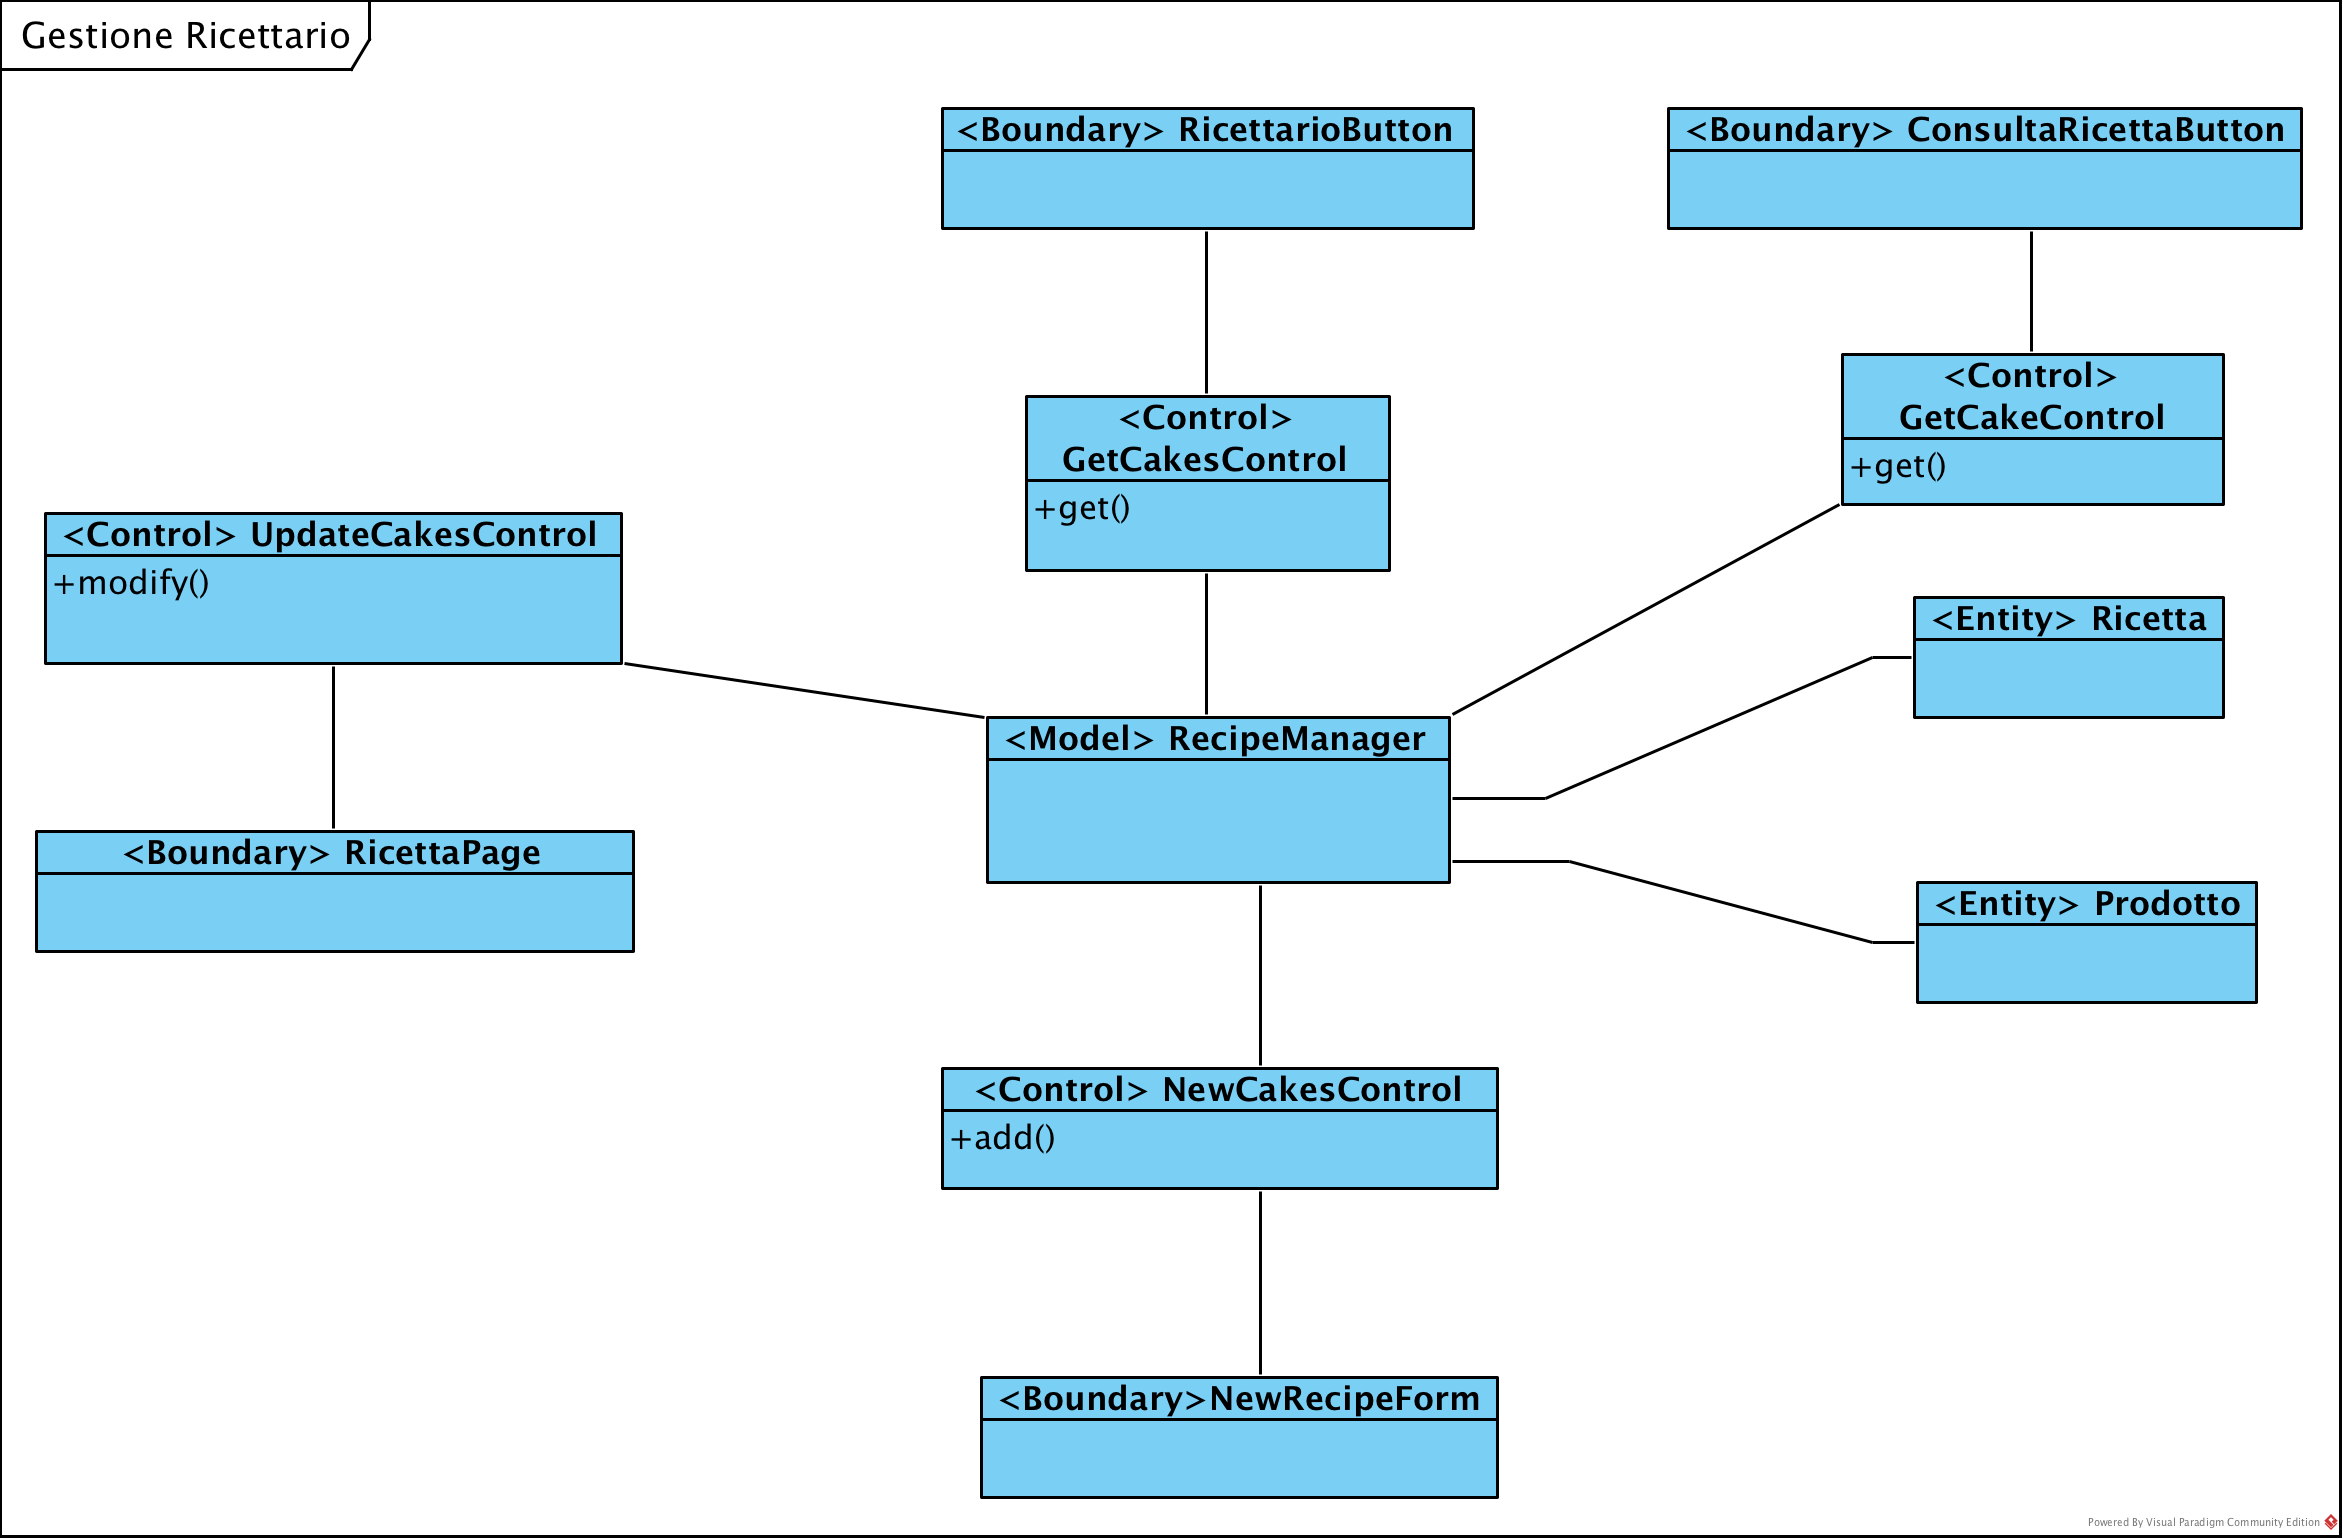 Gestione Ricettario
<Boundary> RicettarioButton
<Boundary> ConsultaRicettaButton
<Control>
GetCakeControl
+get()
<Control>
GetCakesControl
+get()
<Control> UpdateCakesControl
+modify()
<Entity> Ricetta
<Model> RecipeManager
<Boundary> RicettaPage
<Entity> Prodotto
<Control> NewCakesControl
+add()
<Boundary>NewRecipeForm
Powered By Visual Paradigm Community Edition